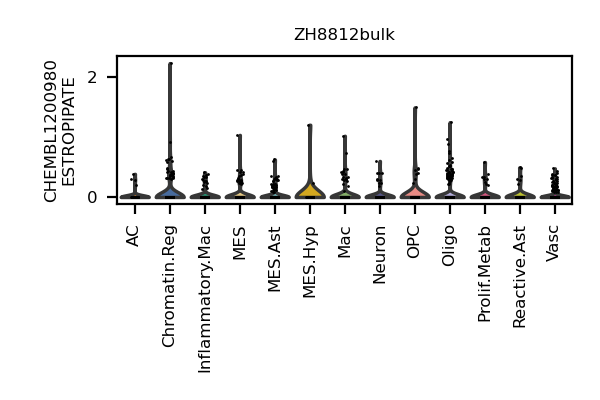 ZH8812bulk
CHEMBL1200980
ESTROPIPATE
2
0
AC
Chromatin.Reg
Inflammatory.Mac
MES
MES.Ast
MES.Hyp
Mac
Neuron
OPC
Oligo
Prolif.Metab
Reactive.Ast
Vasc